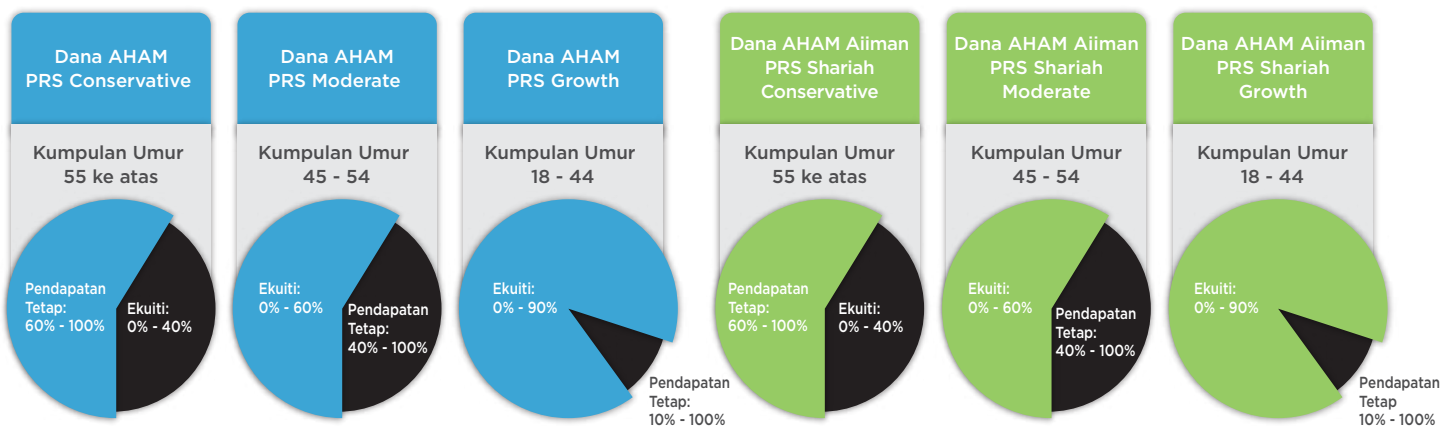 Dana AHAM
PRS Conservative
Kumpulan Umur
55 ke atas
Pendapatan
Tetap:
60% - 100%
Ekuiti:
0% - 40%
Dana AHAM
PRS Moderate
Kumpulan Umur
45 - 54
Ekuiti:
0% - 60%
Pendapatan
Tetap:
40% - 100%
Dana AHAM
PRS Growth
Kumpulan Umur
18 - 44
Ekuiti:
0% - 90%
Pendapatan
Tetap:
10% - 100%
Dana AHAM Aiiman
PRS Shariah
Conservative
Kumpulan Umur
55 ke atas
Pendapatan
Tetap:
60% - 100%
Ekuiti:
0% - 40%
Dana AHAM Aiiman
PRS Shariah
Moderate
Kumpulan Umur
45 - 54
Ekuiti:
0% - 60%
Pendapatan
Tetap:
40% - 100%
Dana AHAM Aiiman
PRS Shariah
Growth
Kumpulan Umur
18 - 44
Ekuiti:
0% - 90%
Pendapatan
Tetap
10% - 100%